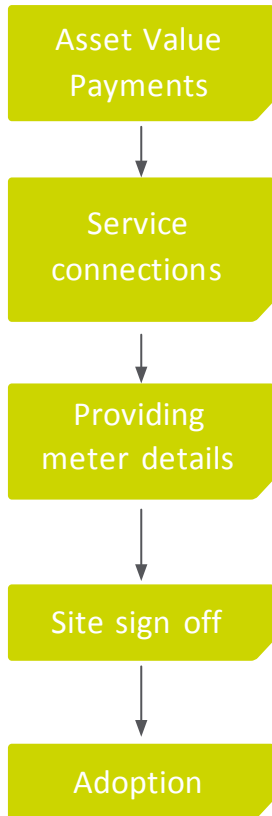 Asset Value
Payments
Service
connections
Providing
meter details
Site sign off
Adoption